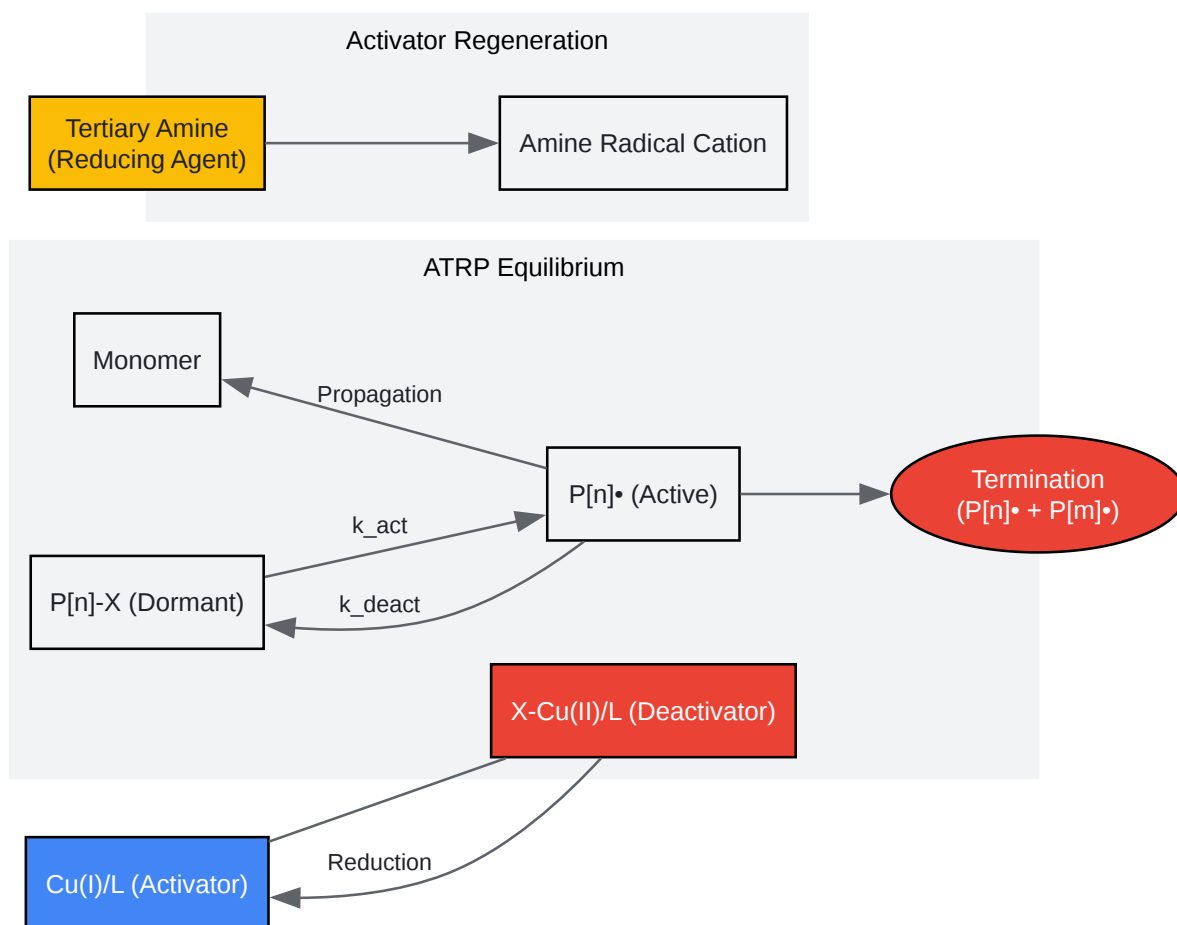 Activator Regeneration
Tertiary Amine
(Reducing Agent)
Amine Radical Cation
ATRP Equilibrium
Monomer
Propagation
P[n]• (Active)
Termination
(P[n]• + P[m]•)
k_act
P[n]-X (Dormant)
k_deact
X-Cu(II)/L (Deactivator)
Reduction
Cu(I)/L (Activator)